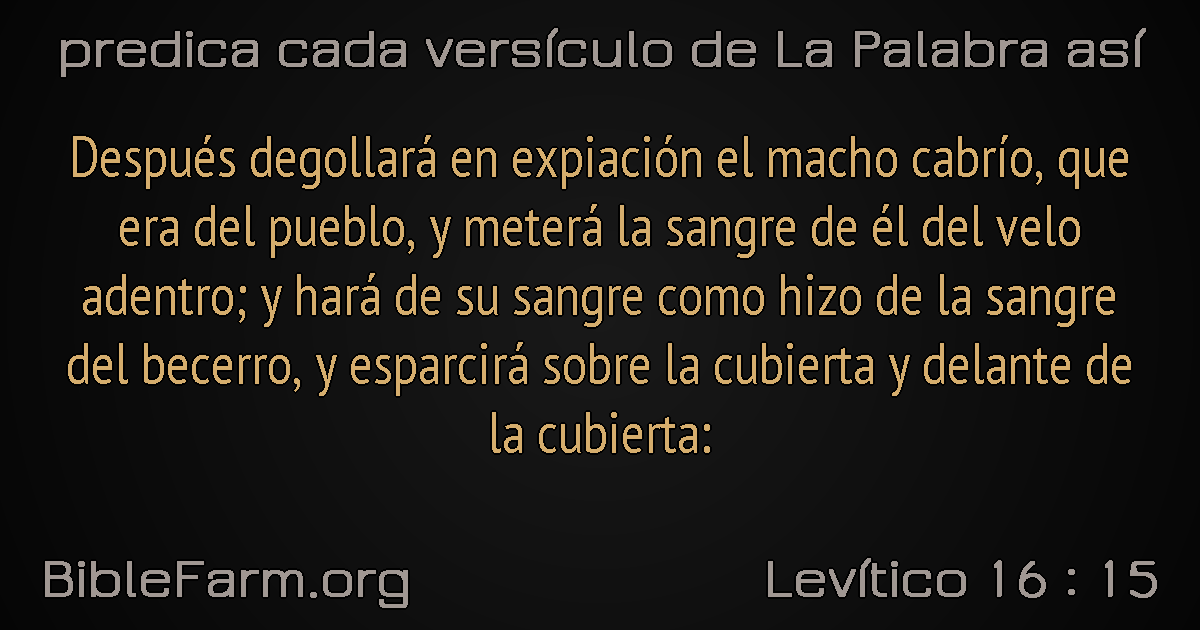 predica cada versículo de La Palabra así
Después degollará en expiación el macho cabrío, que
era del pueblo, y meterá la sangre de él del velo
adentro; y hará de su sangre como hizo de la sangre
del becerro, y esparcirá sobre la cubierta y delante de
la cubierta:
BibleFarm.org
Levítico 16 : 15